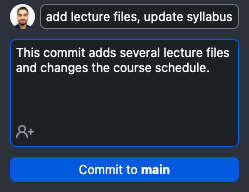 add lecture files, update syllabus
This commit adds several lecture files
and changes the course schedule.
Commit to main